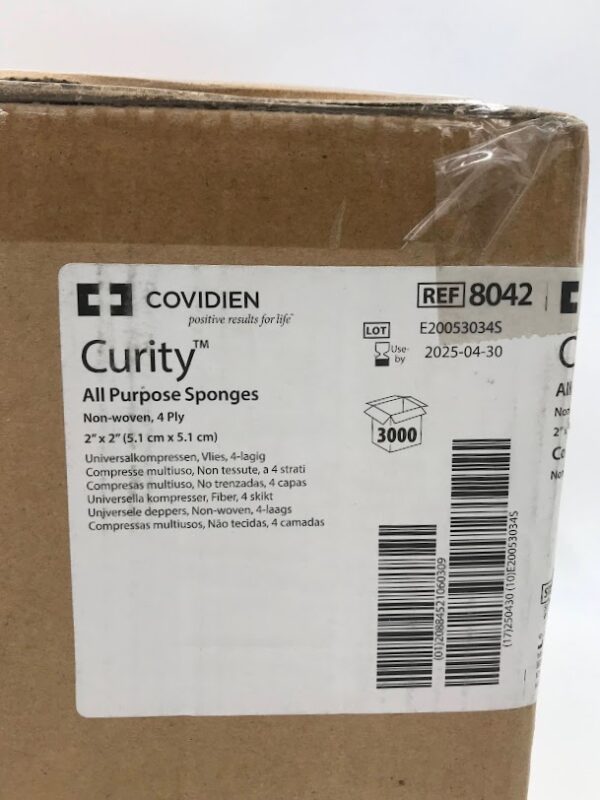 COVIDIEN
positive results for life™
Curity™
All Purpose Sponges
Non-woven, 4 Ply
2” x 2” (5.1 cm x 5.1 cm)
Universalkompressen, Vlies, 4-lagig
Compresse multiuso, Non tessute, a 4 strati
Compresas multiuso, No trenzadas, 4 capas
Universella kompresser, Fiber, 4 skikt
Unjversele deppers, Non-woven, 4-laags
Compressas multiusos, Não tecidas, 4 camadas
REF 8042
LOT E20053034S
Use-by 2025-04-30
3000
(01)20884521060309
(17)250430 (10)E20053034S